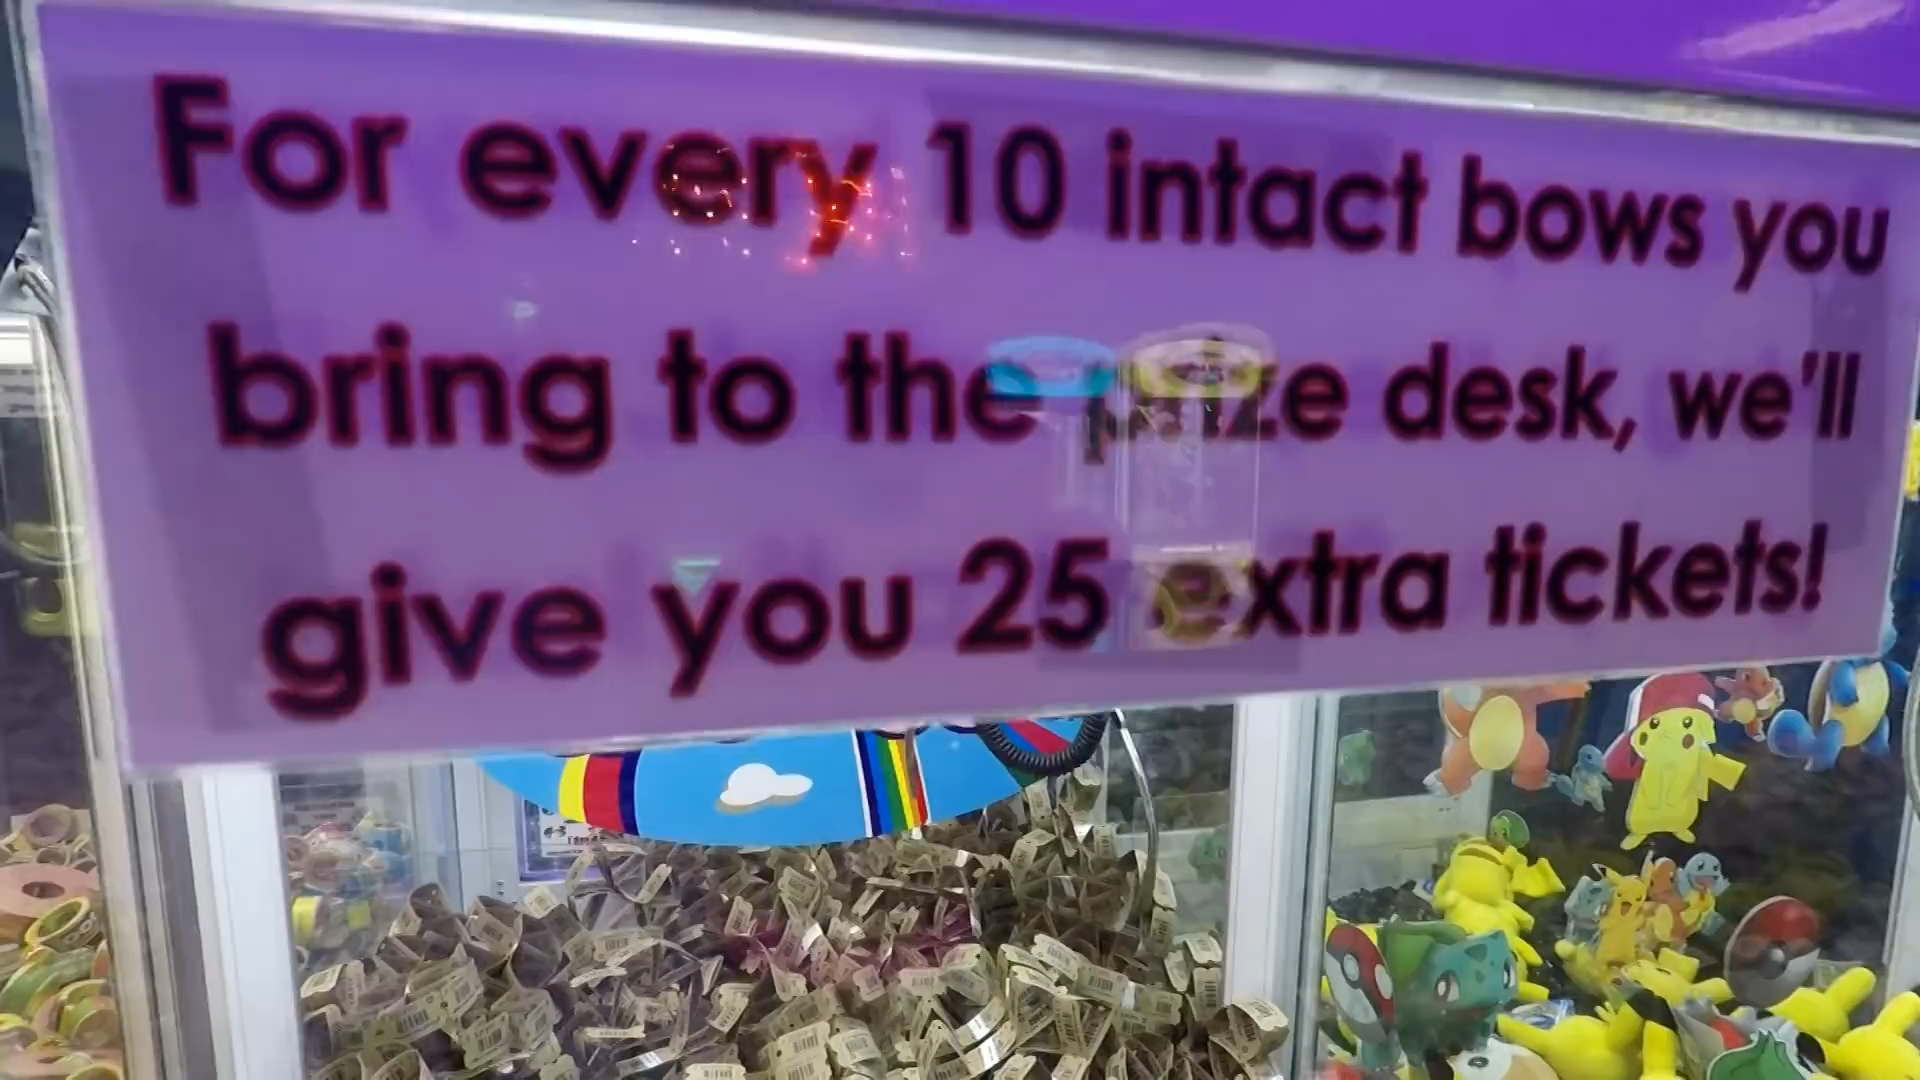 For every 10 intact bows you
bring to the prize desk, we'll
give you 25 extra tickets!